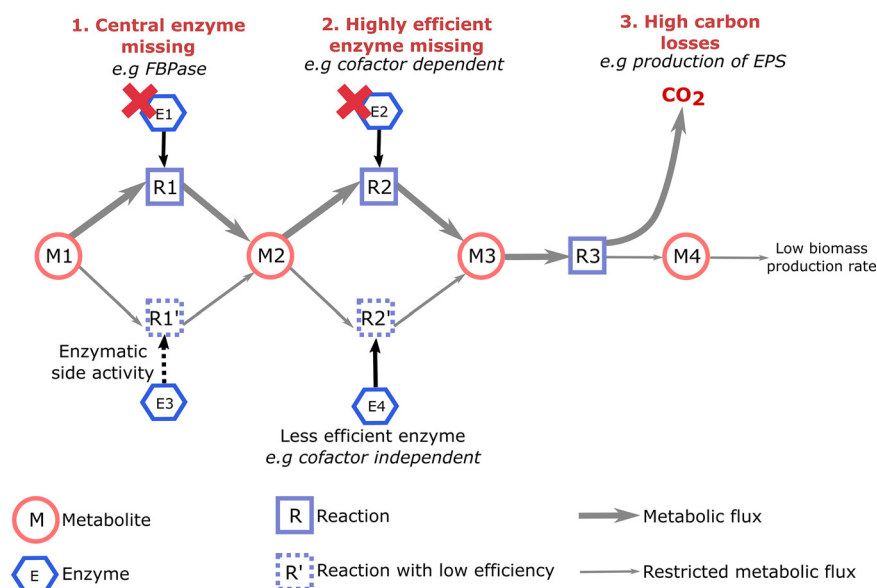 1. Central enzyme
missing
e.g FBPase
2. Highly efficient
enzyme missing
e.g cofactor dependent
3. High carbon
losses
e.g production of EPS
CO2
E1
E2
R1
R2
M1
M2
M3
R3
M4
Low biomass
production rate
R1'
R2'
Enzymatic
side activity
E3
E4
Less efficient enzyme
e.g cofactor independent
M Metabolite
R Reaction
Metabolic flux
E Enzyme
R' Reaction with low efficiency
Restricted metabolic flux